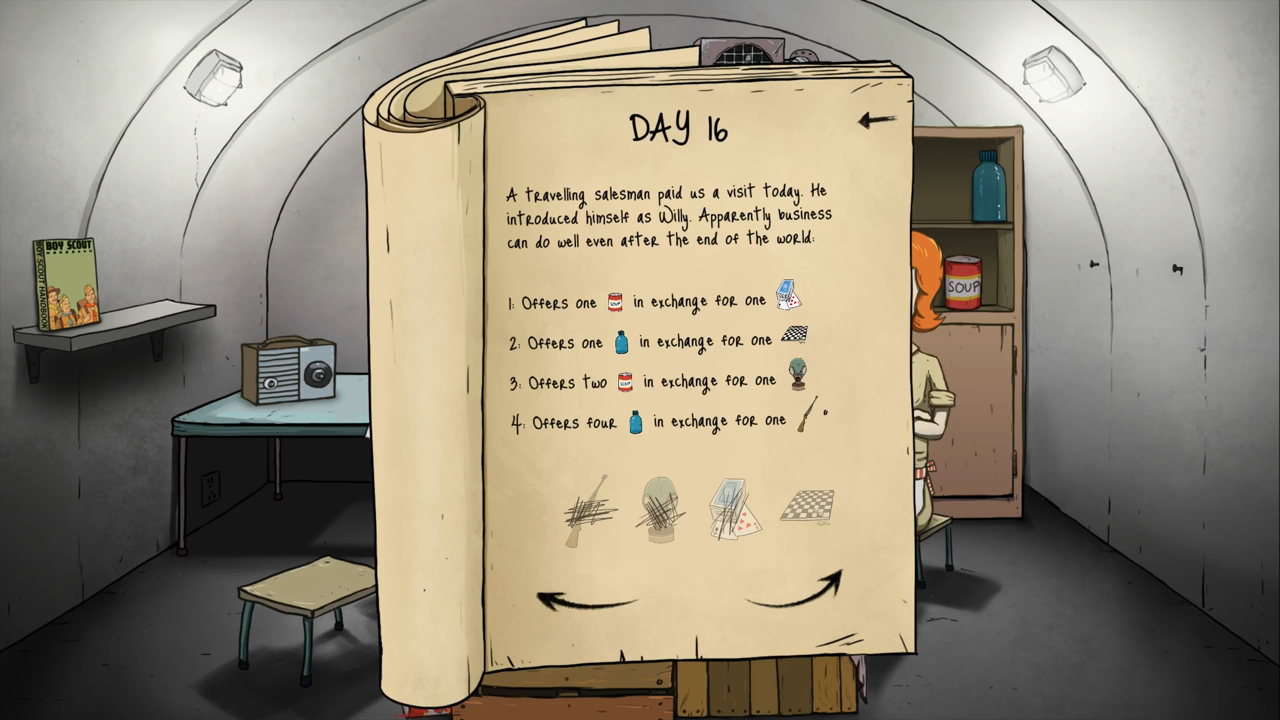 DAY 16
A travelling salesman paid us a visit today. He
introduced himself as Willy. Apparently business
can do well even after the end of the world:
1: Offers one in exchange for one
2: Offers one in exchange for one
3: Offers two in exchange for one
4: Offers four in exchange for one
BOY SCOUT
BOY SCOUT HANDBOOK
SOUP